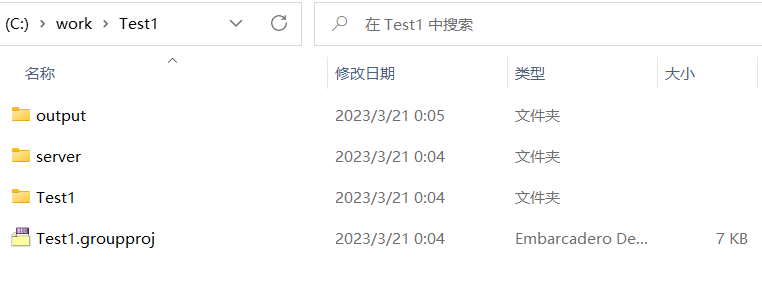 (C:) > work > Test1
在 Test1 中搜索
名称 修改日期 类型 大小
output 2023/3/21 0:05 文件夹
server 2023/3/21 0:04 文件夹
Test1 2023/3/21 0:04 文件夹
Test1.groupproj 2023/3/21 0:04 Embarcadero De... 7 KB